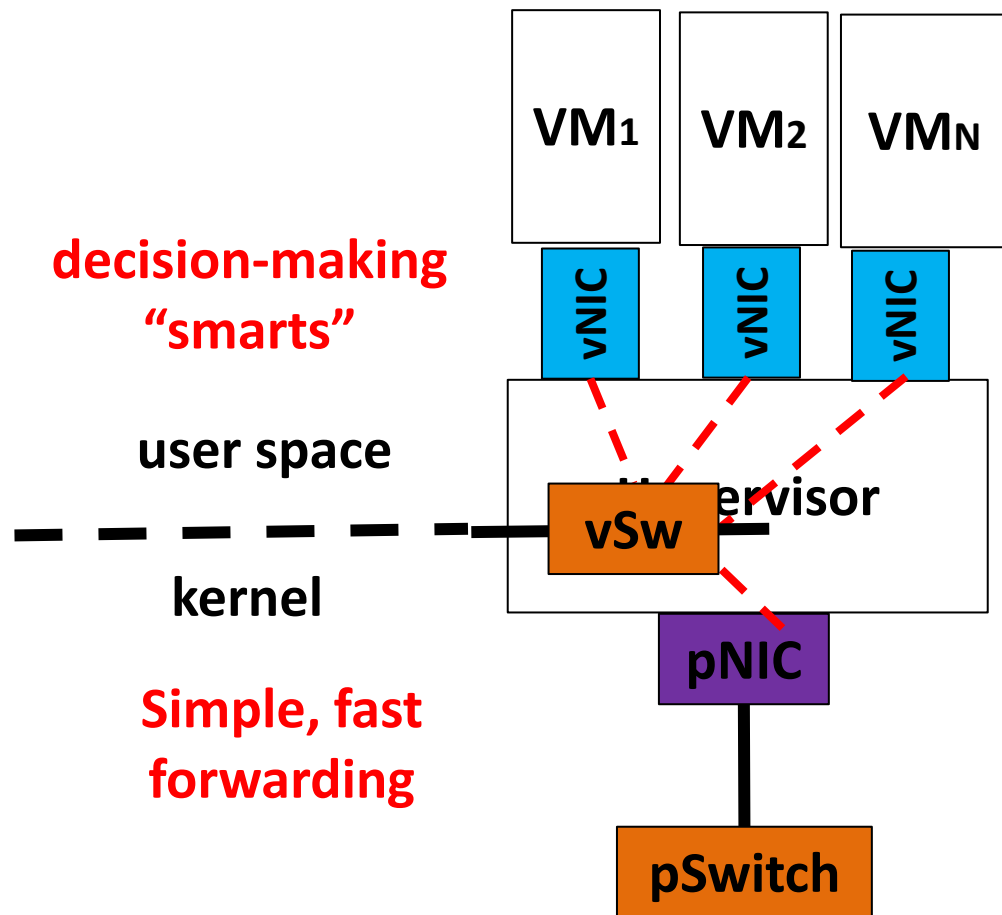 VM1
VM2
VMN
decision-making
“smarts”
vNIC
vNIC
vNIC
user space
vSw
kernel
pNIC
Simple, fast
forwarding
pSwitch